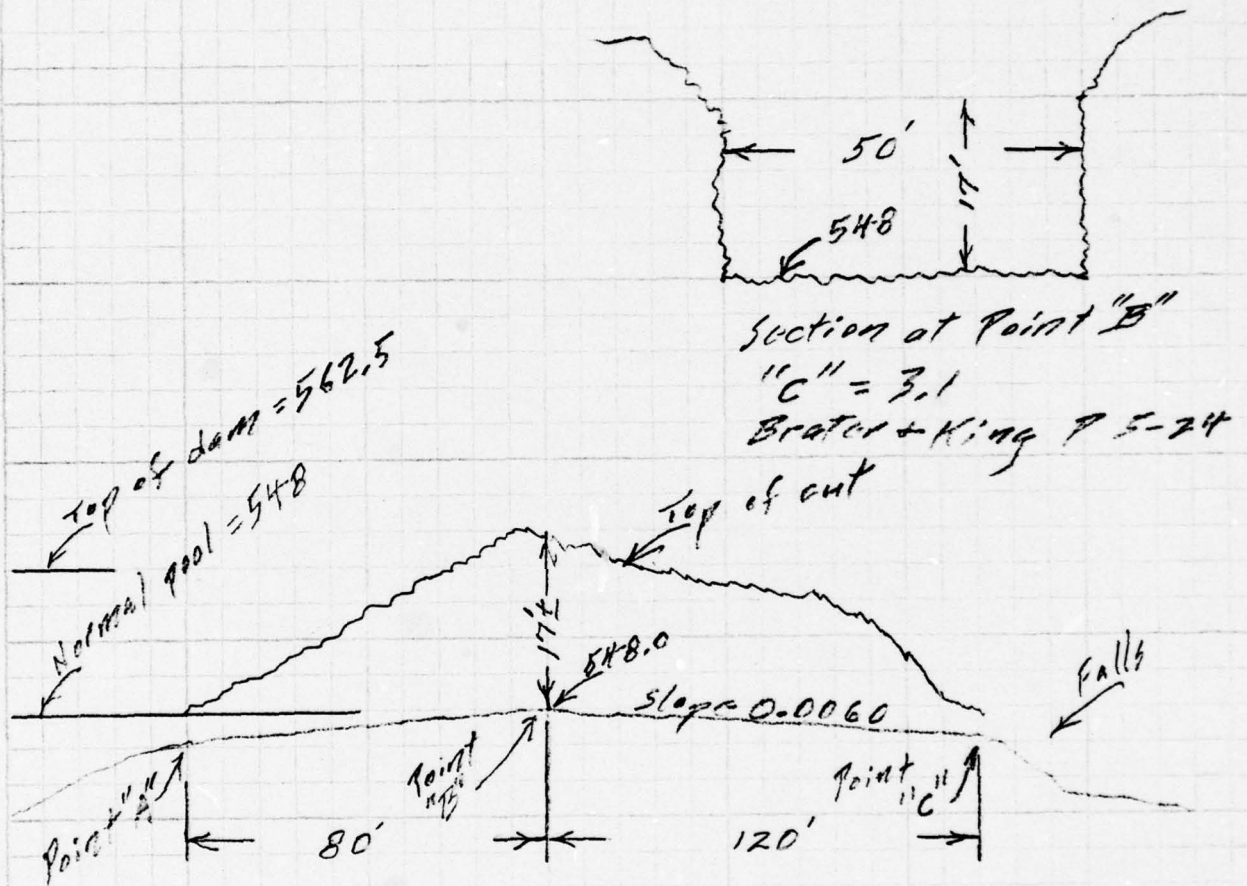 50'
17'
548
Section at Point "B"
"C" = 3.1
Brater + King P 5-24
Top of dam = 562.5
Normal pool = 548
Top of cut
17'±
548.0
slope 0.0060
Falls
Point "A"
Point "B"
Point "C"
80'
120'